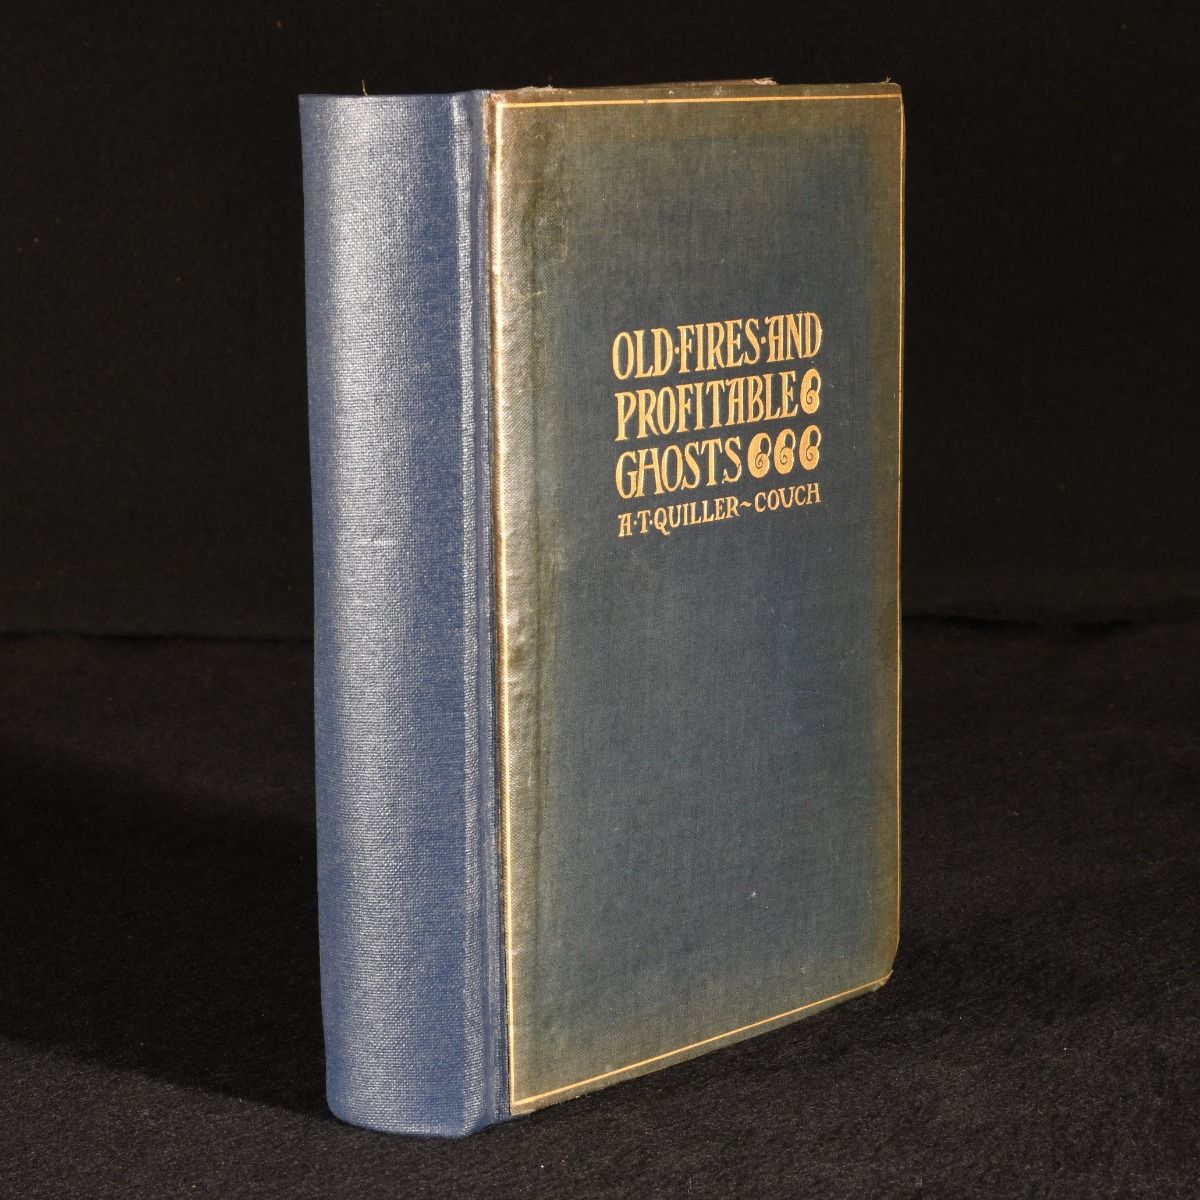 OLD·FIRES·AND
PROFITABLE
GHOSTS
A·T·QUILLER~COUCH